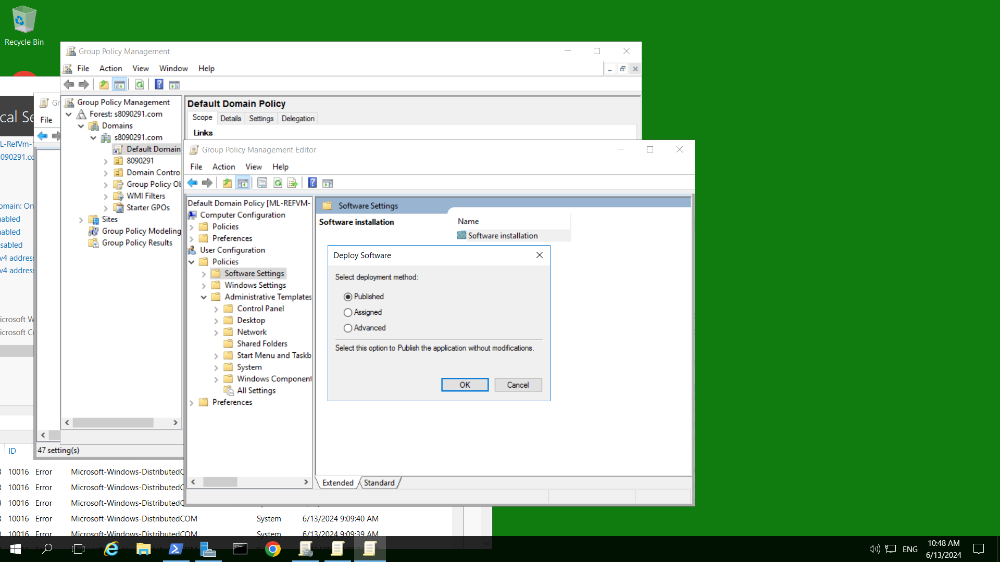 Recycle Bin
Group Policy Management
File Action View Window Help
Group Policy Management
Forest: s8090291.com
Domains
s8090291.com
Default Domain
8090291
Domain Contro
Group Policy Ob
WMI Filters
Starter GPOs
Sites
Group Policy Modeling
Group Policy Results
Default Domain Policy
Scope Details Settings Delegation
Links
Gr
File
cal Se
L-RefVm-1
090291.co
omain: On
nabled
nabled
sabled
v4 address
v4 address
icrosoft W
icrosoft Co
47 setting(s)
Group Policy Management Editor
File Action View Help
Default Domain Policy [ML-REFVM-
Computer Configuration
Policies
Preferences
User Configuration
Policies
Software Settings
Windows Settings
Administrative Templates
Control Panel
Desktop
Network
Shared Folders
Start Menu and Taskb
System
Windows Component
All Settings
Preferences
Software Settings
Software installation
Name
Software installation
Extended Standard
Deploy Software
Select deployment method:
Published
Assigned
Advanced
Select this option to Publish the application without modifications.
OK Cancel
ID
10016 Error Microsoft-Windows-DistributedC
10016 Error Microsoft-Windows-DistributedC
10016 Error Microsoft-Windows-DistributedC
10016 Error Microsoft-Windows-DistributedCOM System 6/13/2024 9:09:40 AM
10016 Error Microsoft-Windows-DistributedCOM System 6/13/2024 9:09:39 AM
ENG
10:48 AM
6/13/2024